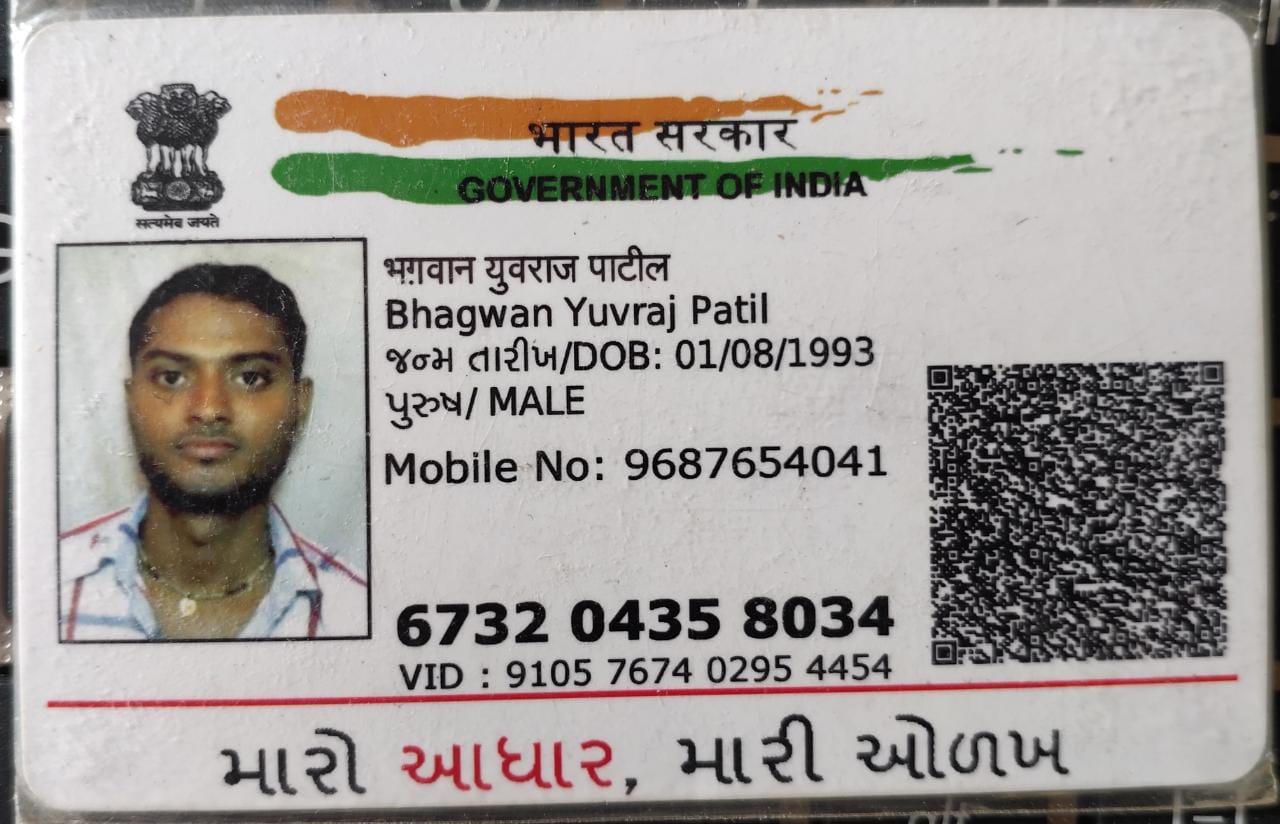 भारत सरकार
GOVERNMENT OF INDIA
सत्यमेव जयते
भग़वान युवराज पाटील
Bhagwan Yuvraj Patil
જન્મ તારીખ/DOB: 01/08/1993
પુરુષ/ MALE
Mobile No: 9687654041
6732 0435 8034
VID : 9105 7674 0295 4454
મારો આધાર, મારી ઓળખ